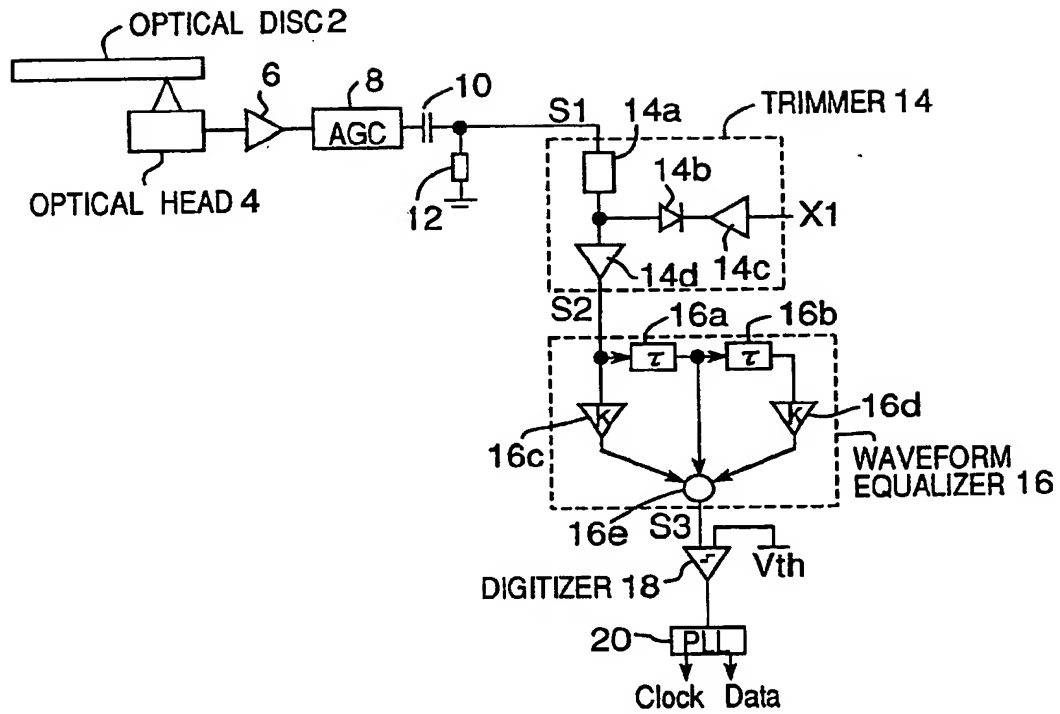 OPTICAL DISC 2
6
8
10
AGC
OPTICAL HEAD 4
12
S1
14a
TRIMMER 14
14b
X1
14c
14d
S2
16a
16b
τ
τ
K
K
16d
16c
WAVEFORM
EQUALIZER 16
16e
S3
Vth
DIGITIZER 18
20
PLL
Clock Data